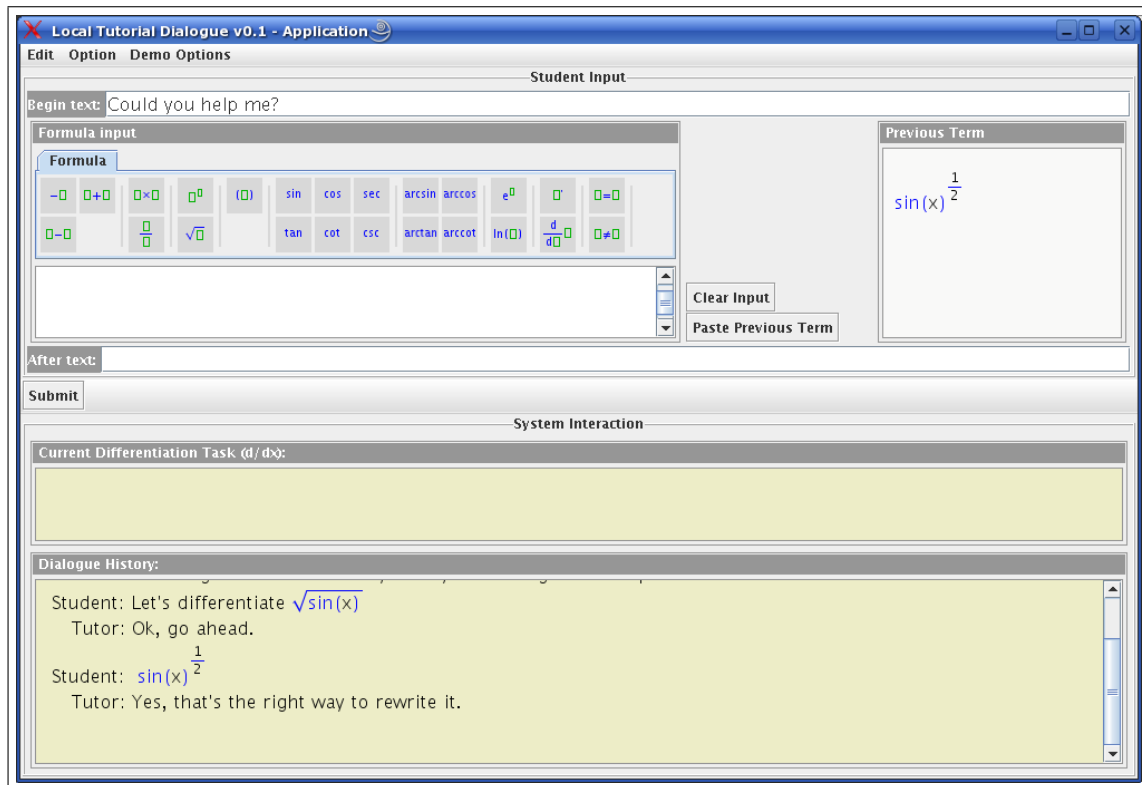 Local Tutorial Dialogue v0.1 - Application
Edit Option Demo Options
Student Input
Begin text: Could you help me?
Formula input
Previous Term
Formula
-□ □+□ □×□ □^□ (□) sin cos sec arcsin arccos e^□ □' □=□
□-□ □/□ √□ tan cot csc arctan arccot ln(□) d/d□ □ □≠□
sin(x)^1/2
Clear Input
Paste Previous Term
After text:
Submit
System Interaction
Current Differentiation Task (d/dx):
Dialogue History:
Student: Let's differentiate √sin(x)
Tutor: Ok, go ahead.
Student: sin(x)^1/2
Tutor: Yes, that's the right way to rewrite it.